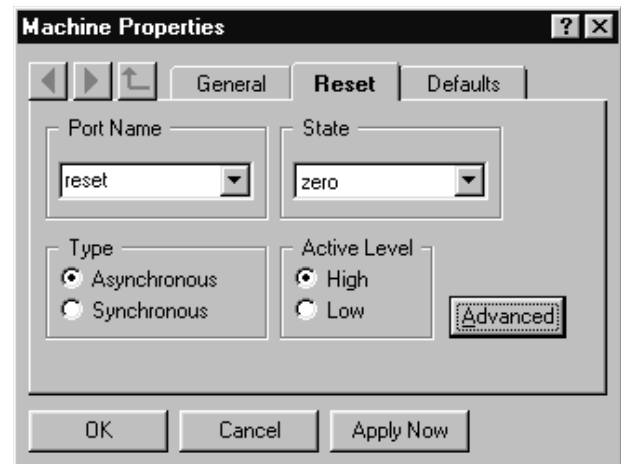 Machine Properties
General Reset Defaults
Port Name State
reset zero
Type Active Level
Asynchronous High
Synchronous Low
Advanced
OK Cancel Apply Now